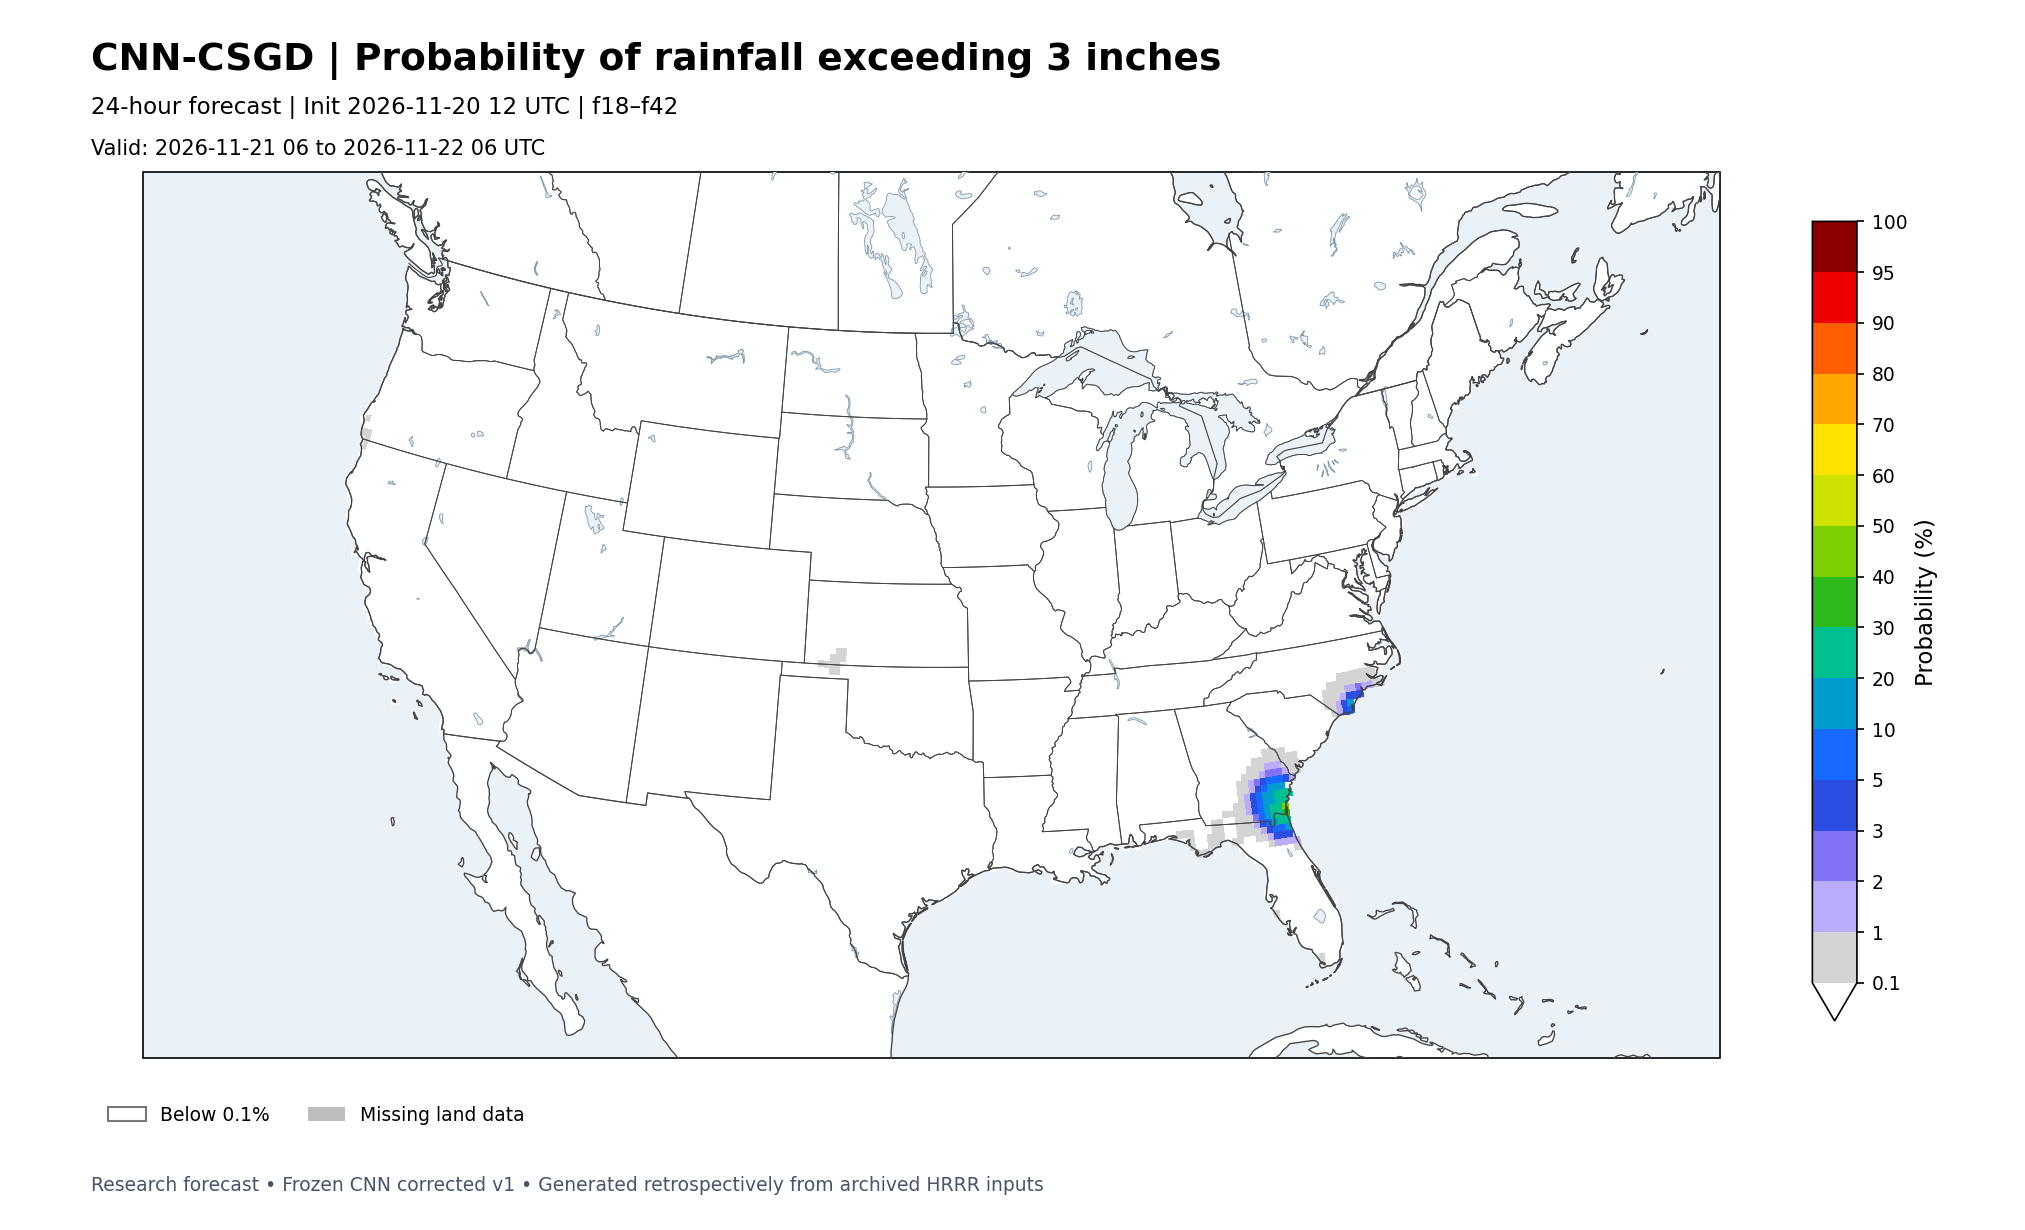 CNN-CSGD | Probability of rainfall exceeding 3 inches
24-hour forecast | Init 2026-11-20 12 UTC | f18–f42
Valid: 2026-11-21 06 to 2026-11-22 06 UTC
100
95
90
80
70
60
50
40
30
20
10
5
3
2
1
0.1
Probability (%)
Below 0.1%
Missing land data
Research forecast • Frozen CNN corrected v1 • Generated retrospectively from archived HRRR inputs